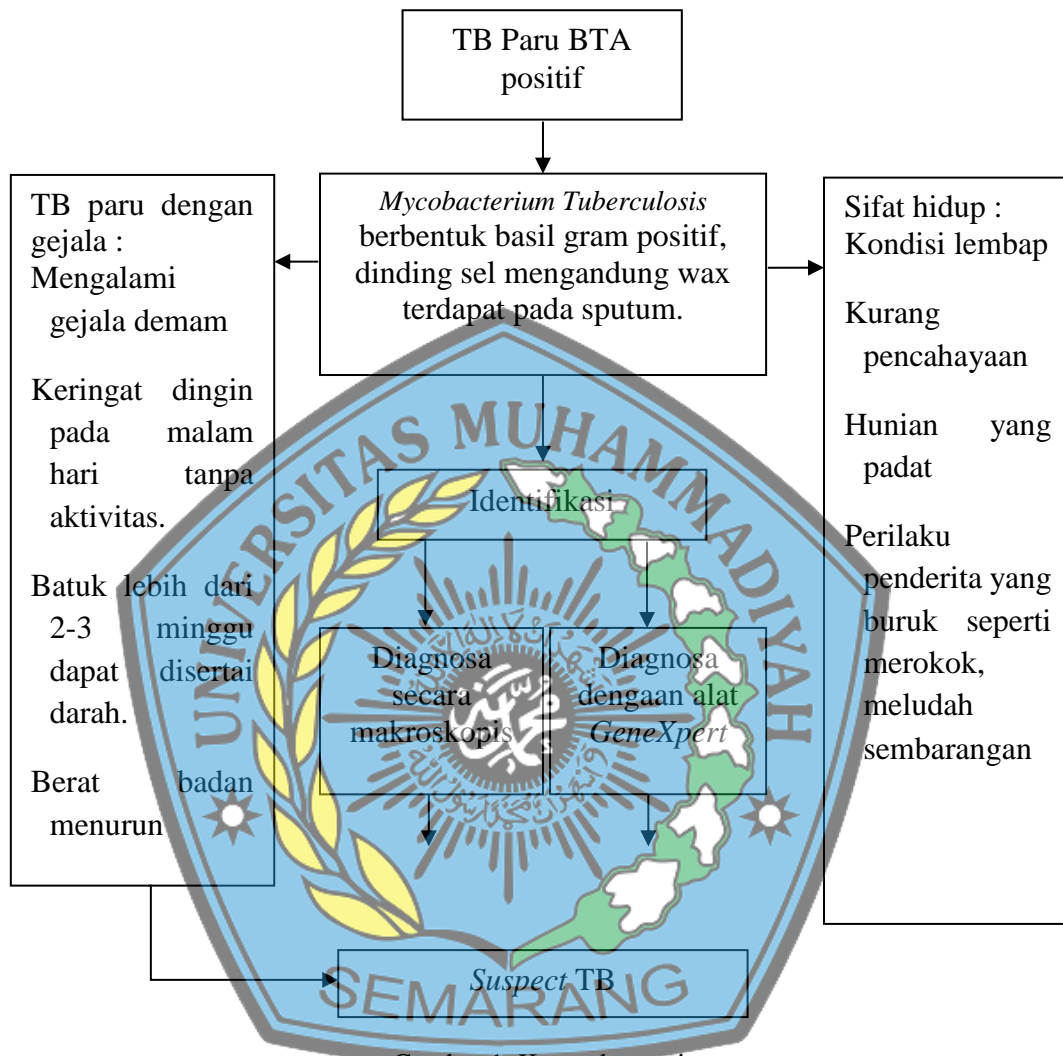 TB Paru BTA
positif
TB paru dengan
gejala :
Mengalami
gejala demam
Keringat dingin
pada malam
hari tanpa
aktivitas.
Batuk lebih dari
2-3 minggu
dapat disertai
darah.
Berat badan
menurun
Mycobacterium Tuberculosis
berbentuk basil gram positif,
dinding sel mengandung wax
terdapat pada sputum.
Sifat hidup :
Kondisi lembap
Kurang
pencahayaan
Hunian yang
padat
Perilaku
penderita yang
buruk seperti
merokok,
meludah
sembarangan
Identifikasi
Diagnosa
secara
makroskopis
Diagnosa
dengaan alat
GeneXpert
Suspect TB
UNIVERSITAS MUHAMMADIYAH
SEMARANG